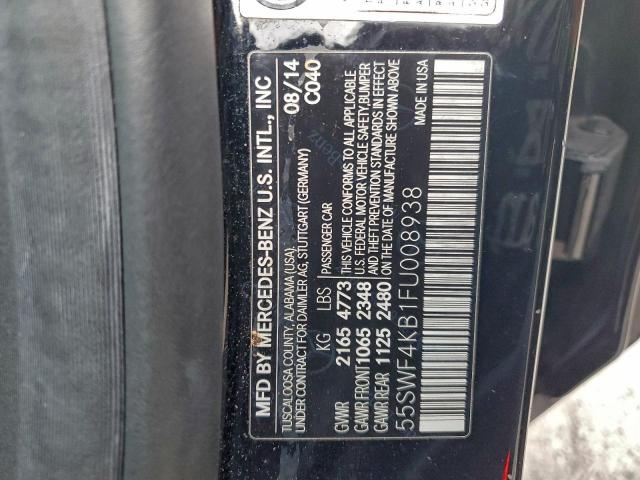 MFD BY MERCEDES-BENZ U.S. INTL., INC
TUSCALOOSA COUNTY, ALABAMA (USA), 08/14
UNDER CONTRACT FOR DAIMLER AG, STUTTGART (GERMANY) C040
KG LBS PASSENGER CAR
GVWR 2165 4773 THIS VEHICLE CONFORMS TO ALL APPLICABLE
GAWR FRONT 1065 2348 U.S. FEDERAL MOTOR VEHICLE SAFETY, BUMPER
GAWR REAR 1125 2480 AND THEFT PREVENTION STANDARDS IN EFFECT
ON THE DATE OF MANUFACTURE SHOWN ABOVE
55SWF4KB1FU008938 MADE IN USA
Benz